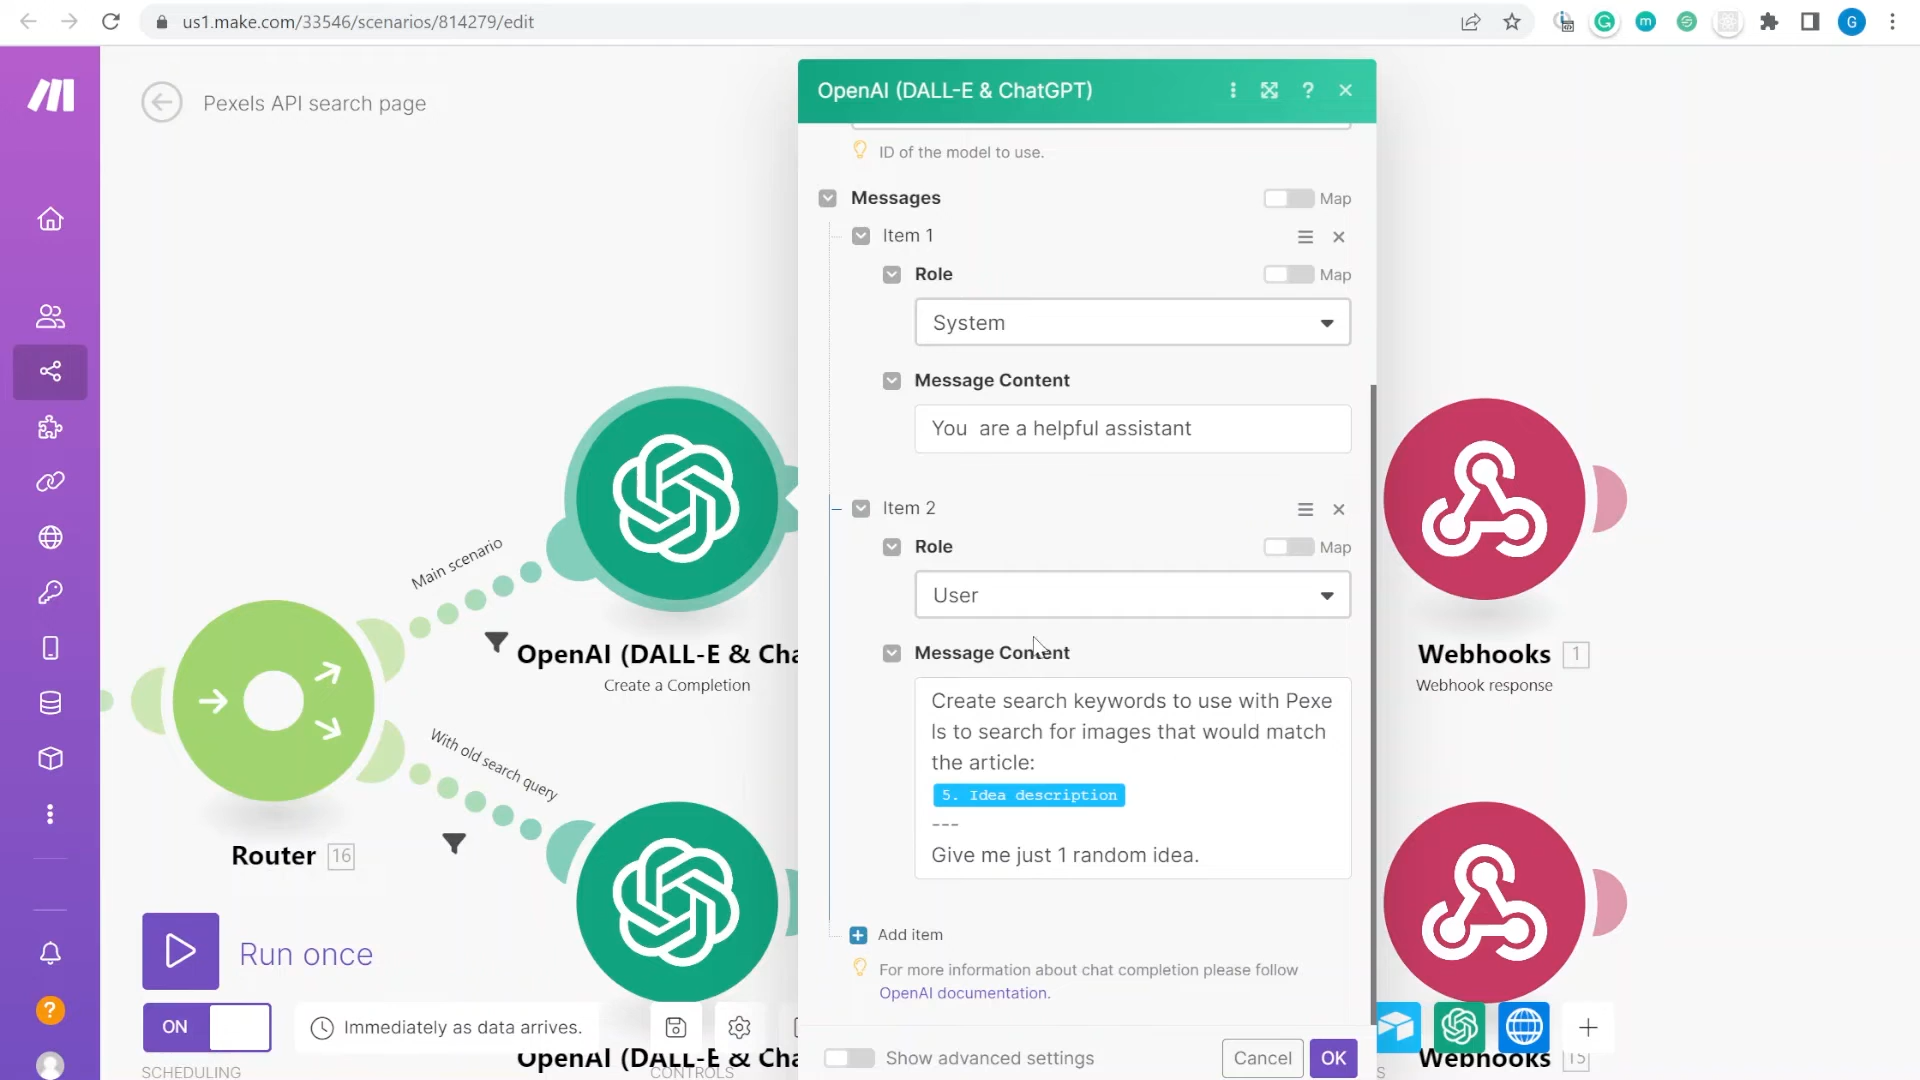 us1.make.com/33546/scenarios/814279/edit
G
m
G
Pexels API search page
OpenAI (DALL-E & ChatGPT)
?
ID of the model to use.
Messages
Map
Item 1
Role
Map
System
Message Content
You  are a helpful assistant
Item 2
Role
Map
User
Message Content
Create search keywords to use with Pexe
ls to search for images that would match
the article:
5. Idea description
---
Give me just 1 random idea.
Add item
For more information about chat completion please follow
OpenAI documentation.
Show advanced settings
Cancel
OK
Main scenario
With old search query
OpenAI (DALL-E & Cha
Create a Completion
Router 16
Webhooks 1
Webhook response
Run once
ON
Immediately as data arrives.
SCHEDULING
CONTROLS
OpenAI (DALL-E & Cha
Webhooks 15
S
?